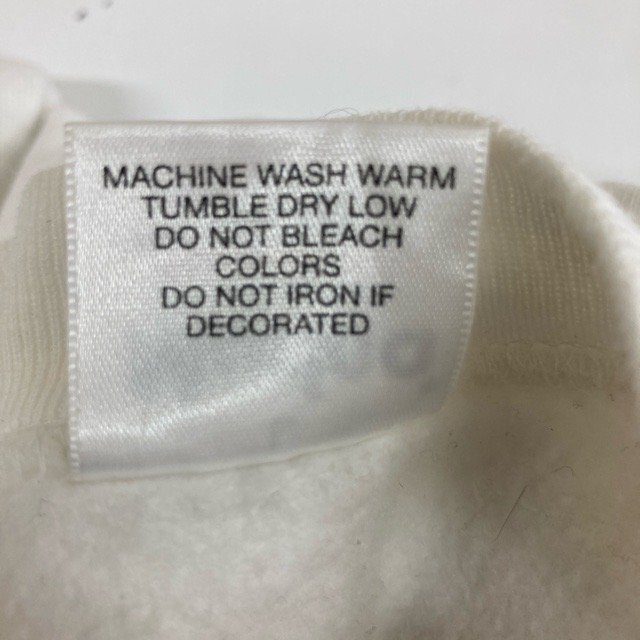 MACHINE WASH WARM
TUMBLE DRY LOW
DO NOT BLEACH
COLORS
DO NOT IRON IF
DECORATED